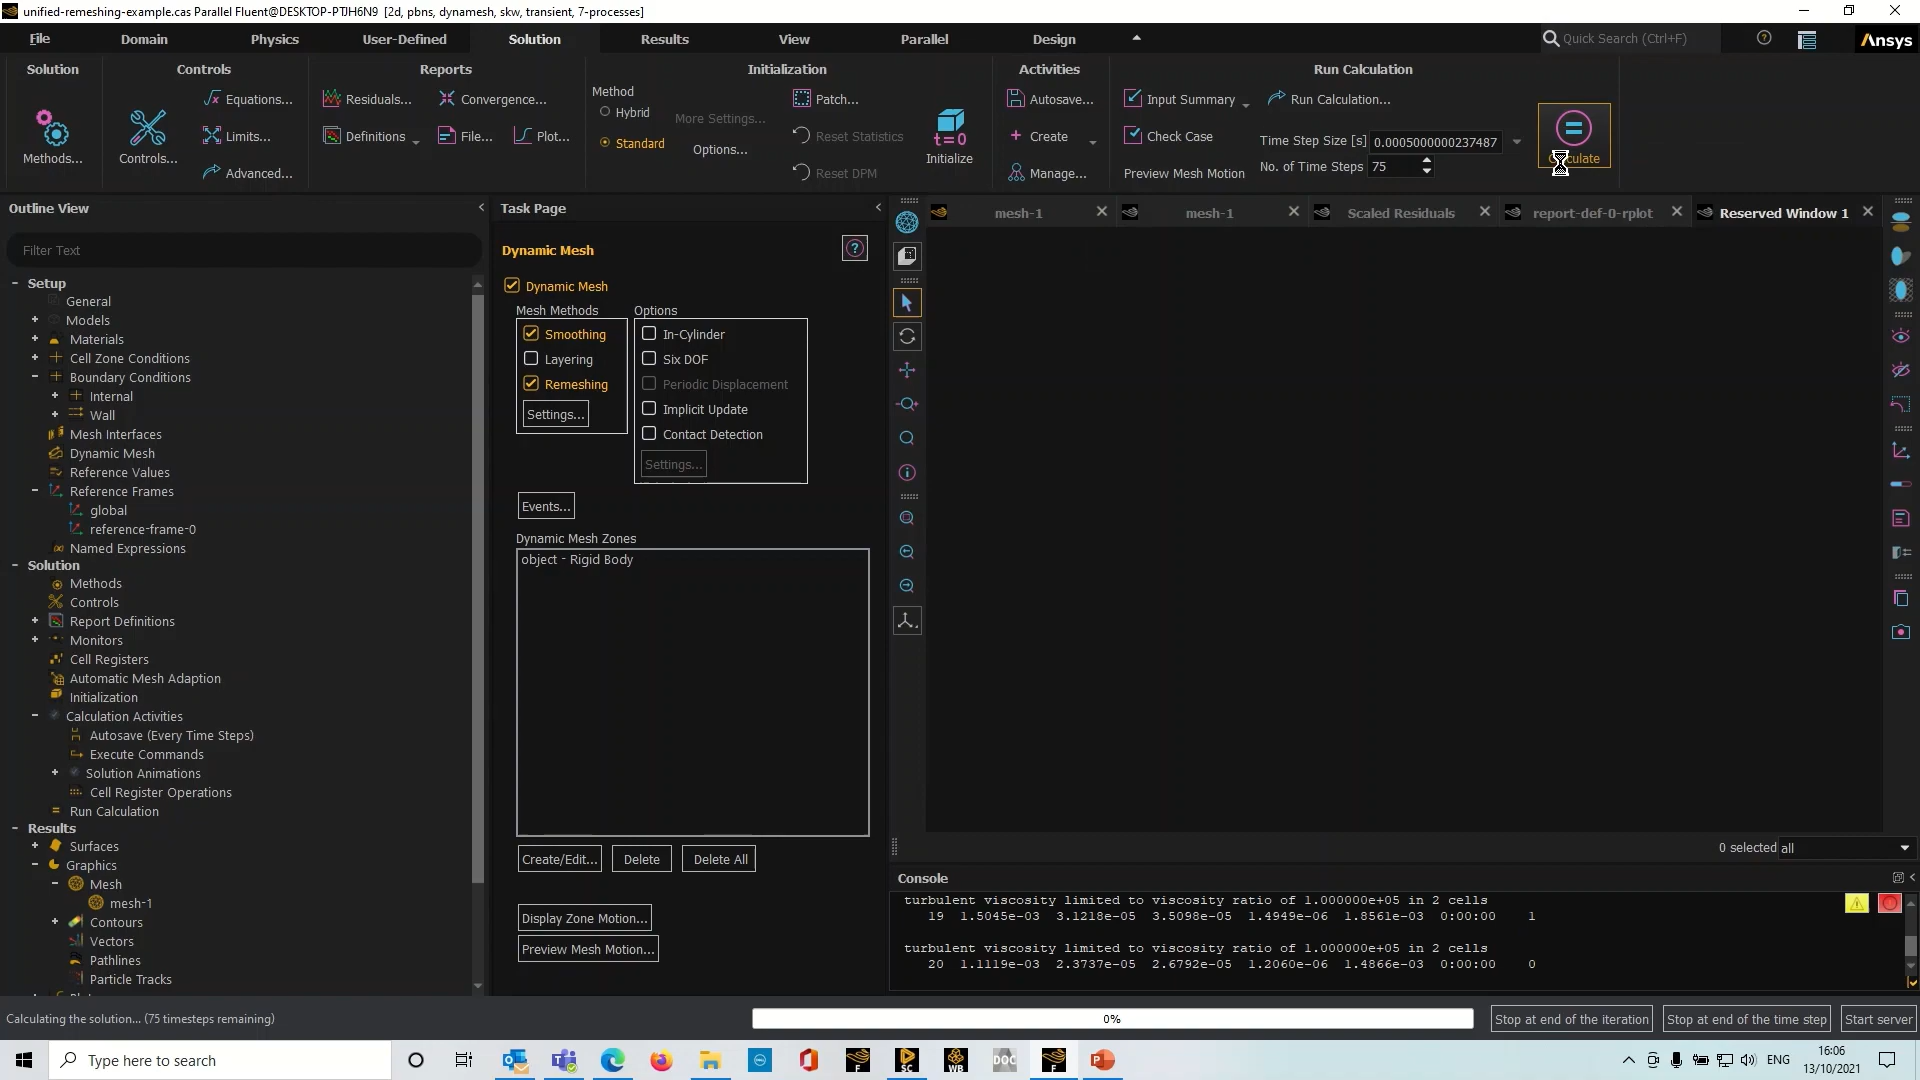 unified-remeshing-example.cas Parallel Fluent@DESKTOP-PTJH6N9 [2d, pbns, dynamesh, skw, transient, 7-processes]
File Domain Physics User-Defined Solution Results View Parallel Design
Quick Search (Ctrl+F)
Ansys
Solution
Methods...
Controls
Controls...
Equations...
Limits...
Advanced...
Reports
Residuals...
Convergence...
Definitions
File...
Plot...
Initialization
Method
Hybrid
Standard
More Settings...
Options...
Patch...
Reset Statistics
Reset DPM
t=0
Initialize
Activities
Autosave...
Create
Manage...
Run Calculation
Input Summary
Run Calculation...
Check Case
Time Step Size [s] 0.0005000000237487
Preview Mesh Motion
No. of Time Steps 75
Outline View
Filter Text
Setup
General
Models
Materials
Cell Zone Conditions
Boundary Conditions
Internal
Wall
Mesh Interfaces
Dynamic Mesh
Reference Values
Reference Frames
global
reference-frame-0
Named Expressions
Solution
Methods
Controls
Report Definitions
Monitors
Cell Registers
Automatic Mesh Adaption
Initialization
Calculation Activities
Autosave (Every Time Steps)
Execute Commands
Solution Animations
Cell Register Operations
Run Calculation
Results
Surfaces
Graphics
Mesh
mesh-1
Contours
Vectors
Pathlines
Particle Tracks
Task Page
Dynamic Mesh
Dynamic Mesh
Mesh Methods
Smoothing
Layering
Remeshing
Settings...
Options
In-Cylinder
Six DOF
Periodic Displacement
Implicit Update
Contact Detection
Settings...
Events...
Dynamic Mesh Zones
object - Rigid Body
Create/Edit... Delete Delete All
Display Zone Motion...
Preview Mesh Motion...
mesh-1 mesh-1 Scaled Residuals report-def-0-rplot Reserved Window 1
0 selected all
Console
turbulent viscosity limited to viscosity ratio of 1.000000e+05 in 2 cells
19 1.5045e-03 3.1218e-05 3.5098e-05 1.4949e-06 1.8561e-03 0:00:00 1
turbulent viscosity limited to viscosity ratio of 1.000000e+05 in 2 cells
20 1.1119e-03 2.3737e-05 2.6792e-05 1.2060e-06 1.4866e-03 0:00:00 0
Calculating the solution... (75 timesteps remaining)
0%
Stop at end of the iteration Stop at end of the time step Start server
Type here to search
F SC WB DOC F
ENG
16:06
13/10/2021